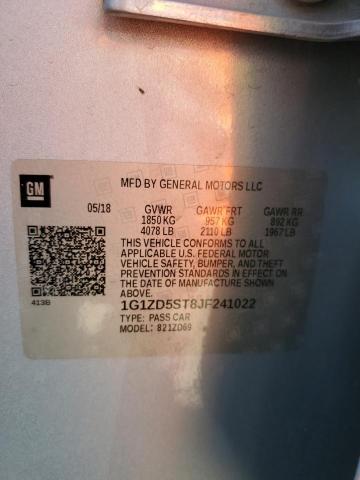 GM
MFD BY GENERAL MOTORS LLC
05/18 GVWR GAWR FRT GAWR RR
1850 KG 957 KG 892 KG
4078 LB 2110 LB 1967 LB
THIS VEHICLE CONFORMS TO ALL
APPLICABLE U.S. FEDERAL MOTOR
VEHICLE SAFETY, BUMPER, AND THEFT
PREVENTION STANDARDS IN EFFECT ON
THE DATE OF MANUFACTURE SHOWN ABOVE.
413B
1G1ZD5ST8JF241022
TYPE: PASS CAR
MODEL: 821ZD69